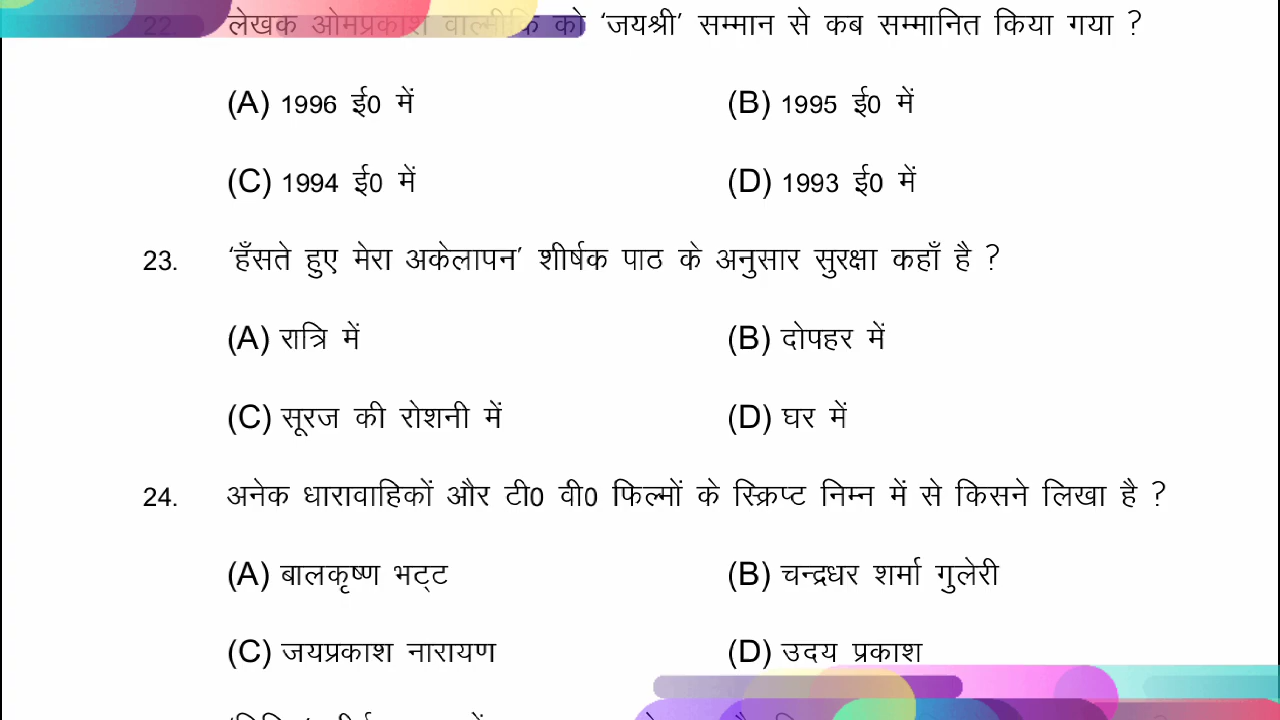 22. लेखक ओमप्रकाश वाल्मीकि को ‘जयश्री’ सम्मान से कब सम्मानित किया गया ?
(A) 1996 ई0 में (B) 1995 ई0 में
(C) 1994 ई0 में (D) 1993 ई0 में
23. ‘हँसते हुए मेरा अकेलापन’ शीर्षक पाठ के अनुसार सुरक्षा कहाँ है ?
(A) रात्रि में (B) दोपहर में
(C) सूरज की रोशनी में (D) घर में
24. अनेक धारावाहिकों और टी0 वी0 फिल्मों के स्क्रिप्ट निम्न में से किसने लिखा है ?
(A) बालकृष्ण भट्ट (B) चन्द्रधर शर्मा गुलेरी
(C) जयप्रकाश नारायण (D) उदय प्रकाश